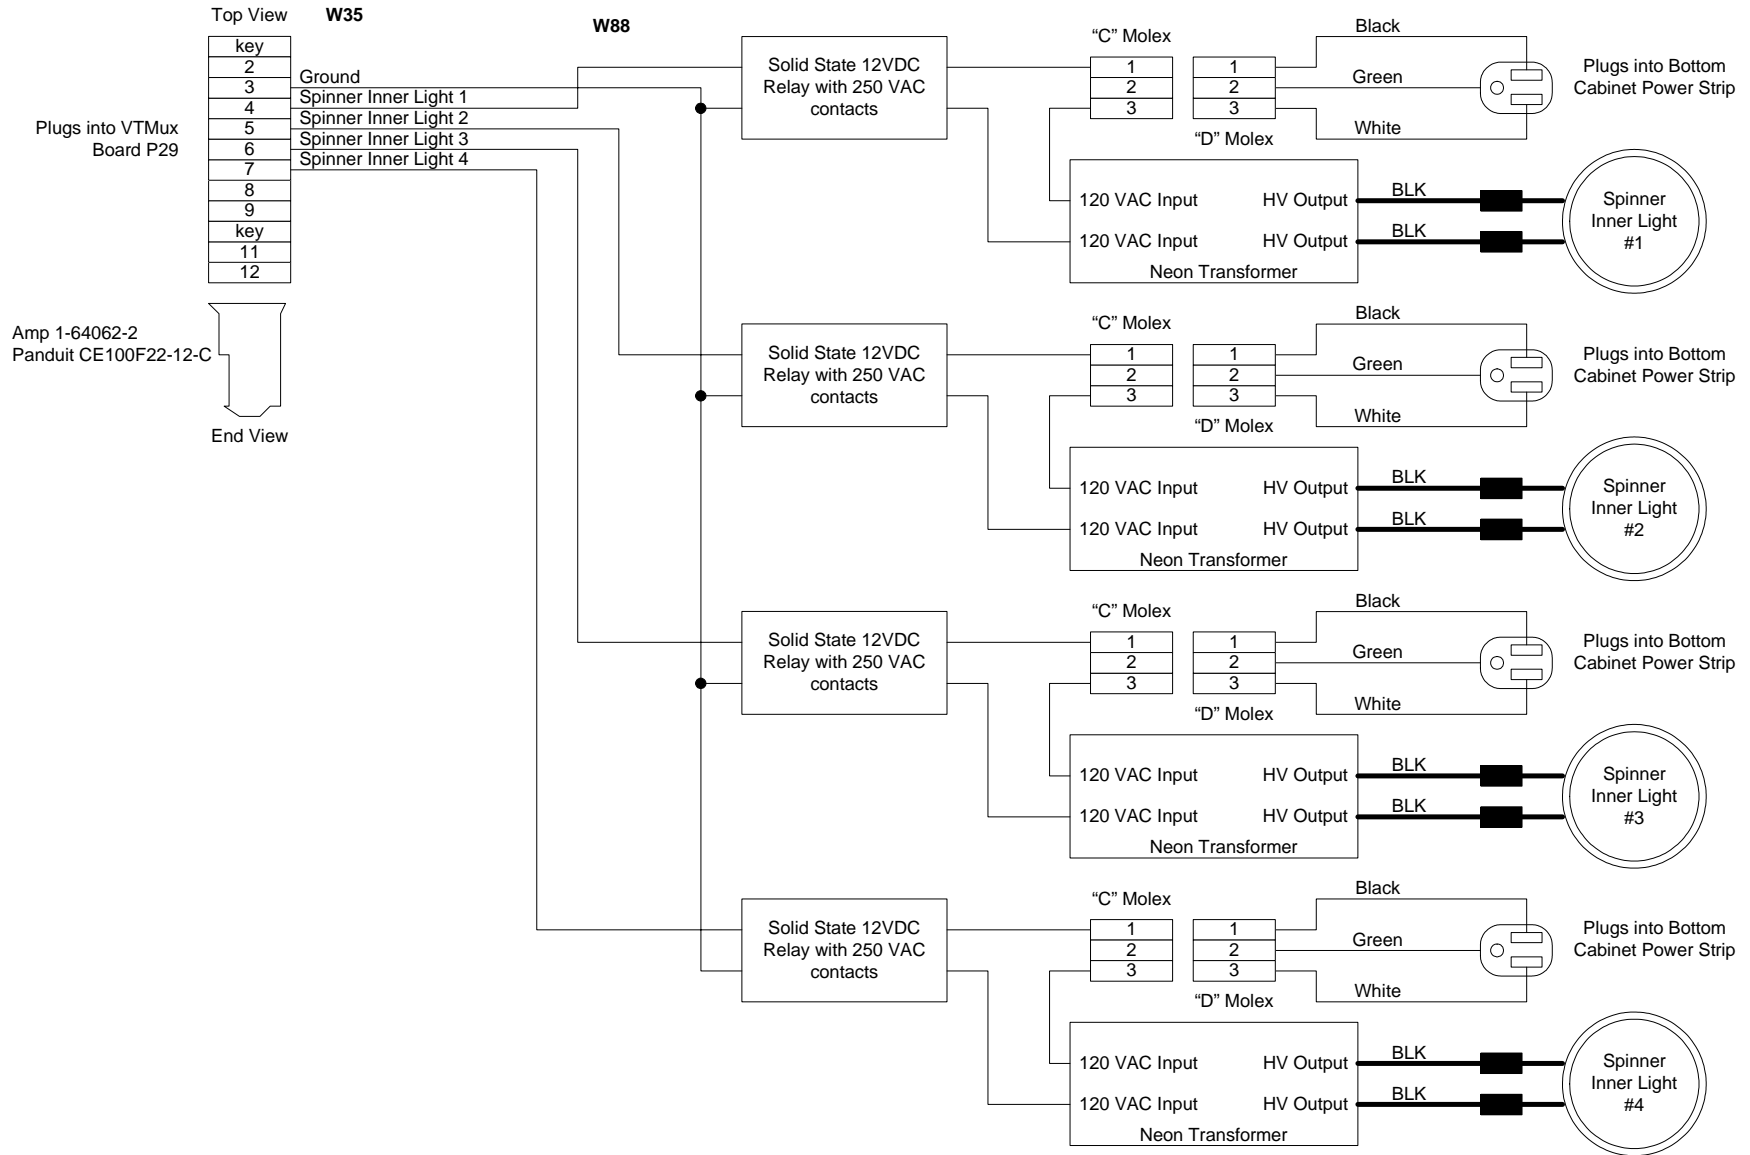 Top View
W35
W88
key
2
3
4
5
6
7
8
9
key
11
12
Ground
Spinner Inner Light 1
Spinner Inner Light 2
Spinner Inner Light 3
Spinner Inner Light 4
Plugs into VTMux
Board P29
Amp 1-64062-2
Panduit CE100F22-12-C
End View
Solid State 12VDC
Relay with 250 VAC
contacts
“C” Molex
1
2
3
1
2
3
“D” Molex
Black
Green
White
Plugs into Bottom
Cabinet Power Strip
120 VAC Input
HV Output
120 VAC Input
HV Output
Neon Transformer
BLK
BLK
Spinner
Inner Light
#1
Solid State 12VDC
Relay with 250 VAC
contacts
“C” Molex
1
2
3
1
2
3
“D” Molex
Black
Green
White
Plugs into Bottom
Cabinet Power Strip
120 VAC Input
HV Output
120 VAC Input
HV Output
Neon Transformer
BLK
BLK
Spinner
Inner Light
#2
Solid State 12VDC
Relay with 250 VAC
contacts
“C” Molex
1
2
3
1
2
3
“D” Molex
Black
Green
White
Plugs into Bottom
Cabinet Power Strip
120 VAC Input
HV Output
120 VAC Input
HV Output
Neon Transformer
BLK
BLK
Spinner
Inner Light
#3
Solid State 12VDC
Relay with 250 VAC
contacts
“C” Molex
1
2
3
1
2
3
“D” Molex
Black
Green
White
Plugs into Bottom
Cabinet Power Strip
120 VAC Input
HV Output
120 VAC Input
HV Output
Neon Transformer
BLK
BLK
Spinner
Inner Light
#4